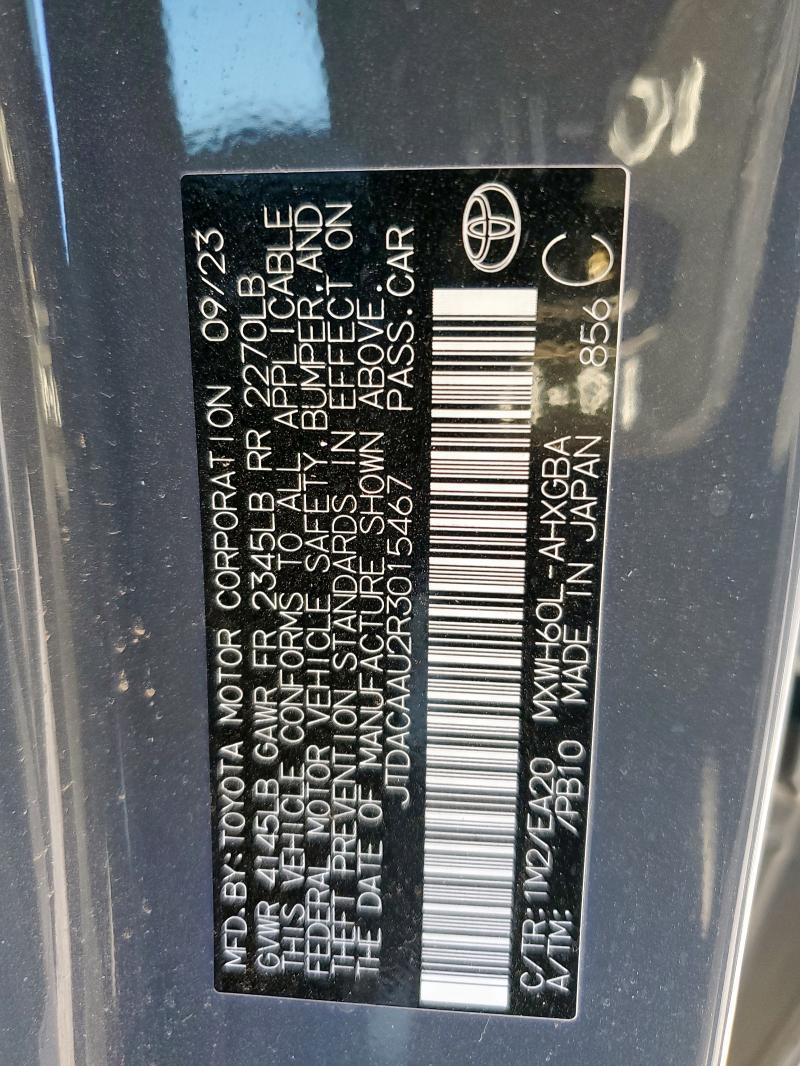 MFD.BY:TOYOTA MOTOR CORPORATION 09/23
GVWR 4145LB GAWR FR 2345LB RR 2270LB
THIS VEHICLE CONFORMS TO ALL APPLICABLE
FEDERAL MOTOR VEHICLE SAFETY,BUMPER,AND
THEFT PREVENTION STANDARDS IN EFFECT ON
THE DATE OF MANUFACTURE SHOWN ABOVE.
JTDACAAU2R3015467 PASS.CAR
C/TR:1M2/EA20 MXWH60L-AHXGBA
A/TM: /PB10 MADE IN JAPAN 856 C